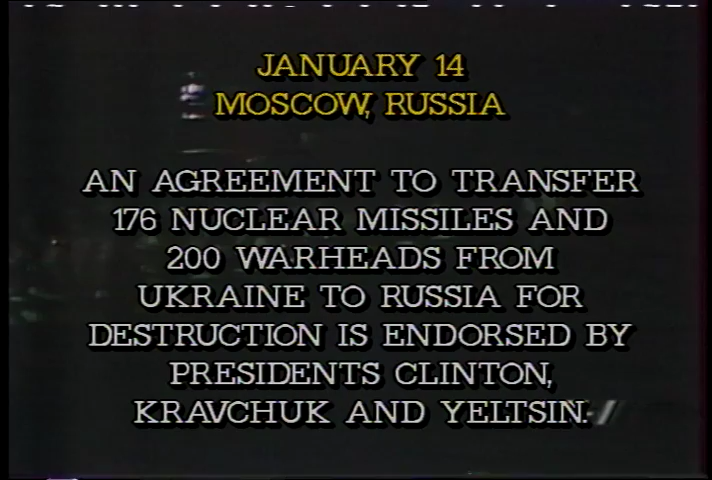 JANUARY 14
MOSCOW, RUSSIA
AN AGREEMENT TO TRANSFER
176 NUCLEAR MISSILES AND
200 WARHEADS FROM
UKRAINE TO RUSSIA FOR
DESTRUCTION IS ENDORSED BY
PRESIDENTS CLINTON,
KRAVCHUK AND YELTSIN.